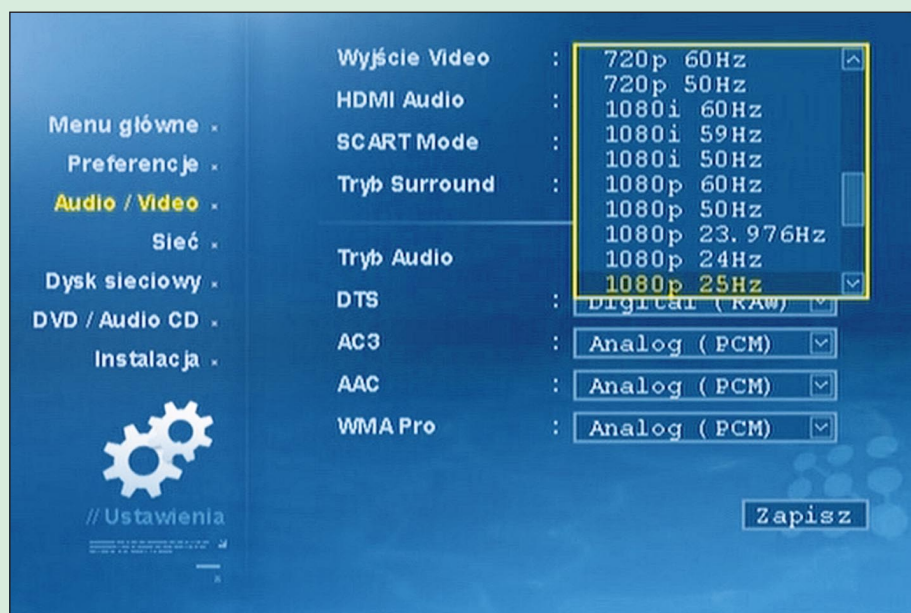 Menu główne
Preferencje
Audio / Video
Sieć
Dysk sieciowy
DVD / Audio CD
Instalacja
// Ustawienia
Wyjście Video :
HDMI Audio :
SCART Mode :
Tryb Surround :
Tryb Audio
DTS : Digital (RAW)
AC3 : Analog (PCM)
AAC : Analog (PCM)
WMA Pro : Analog (PCM)
720p 60Hz
720p 50Hz
1080i 60Hz
1080i 59Hz
1080i 50Hz
1080p 60Hz
1080p 50Hz
1080p 23.976Hz
1080p 24Hz
1080p 25Hz
Zapisz